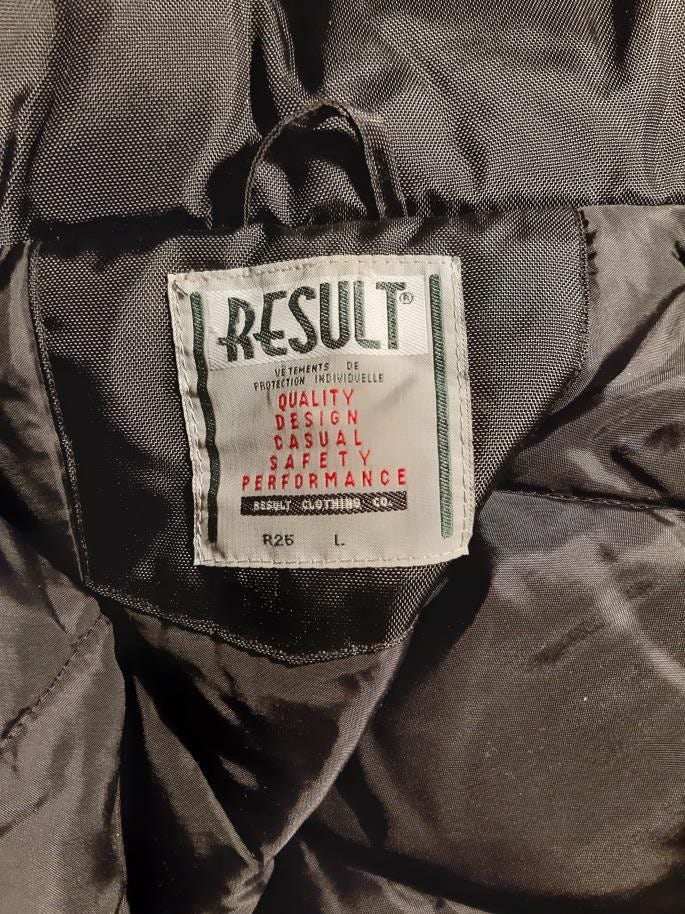 RESULT®
VÊTEMENTS DE
PROTECTION INDIVIDUELLE
QUALITY
DESIGN
CASUAL
SAFETY
PERFORMANCE
RESULT CLOTHING CO.
R25 L